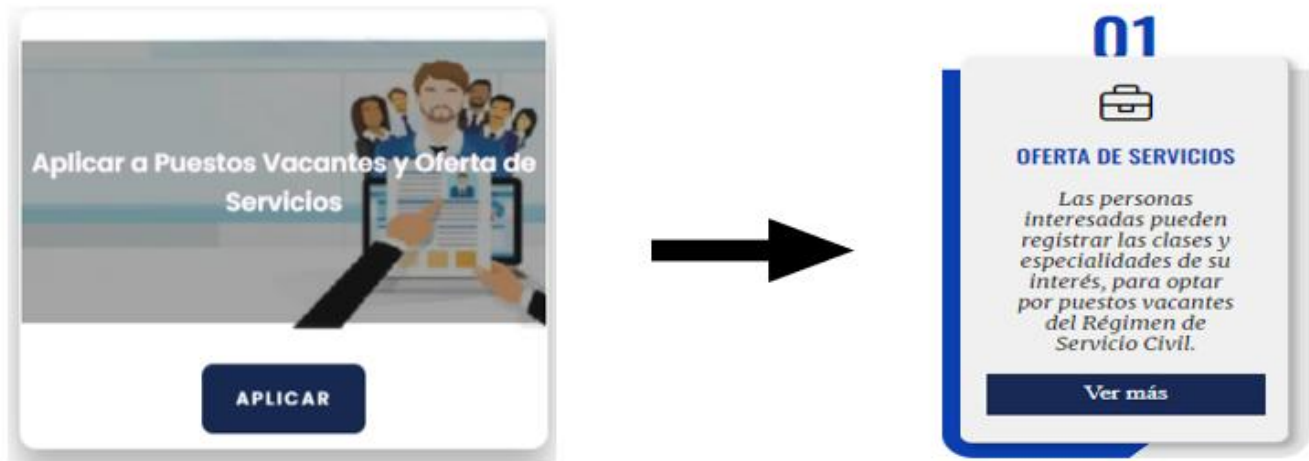 Aplicar a Puestos Vacantes y Oferta de
Servicios
APLICAR
01
OFERTA DE SERVICIOS
Las personas
interesadas pueden
registrar las clases y
especialidades de su
interés, para optar
por puestos vacantes
del Régimen de
Servicio Civil.
Ver más